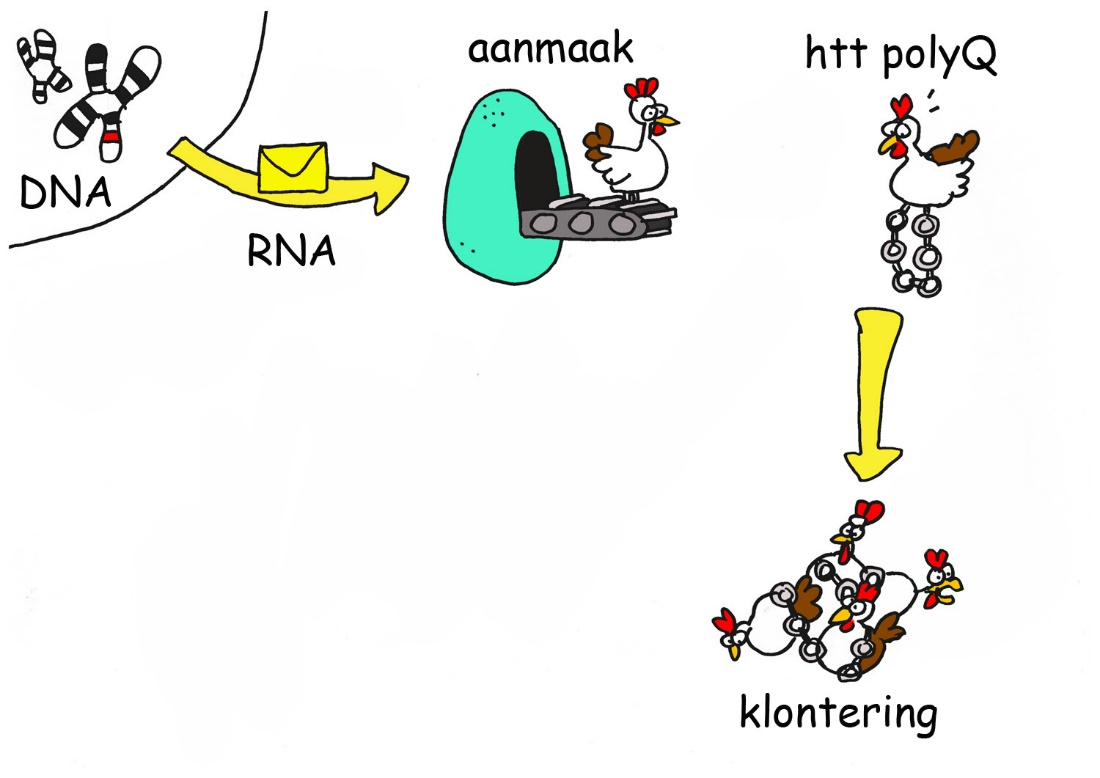 DNA
RNA
aanmaak
htt polyQ
klontering